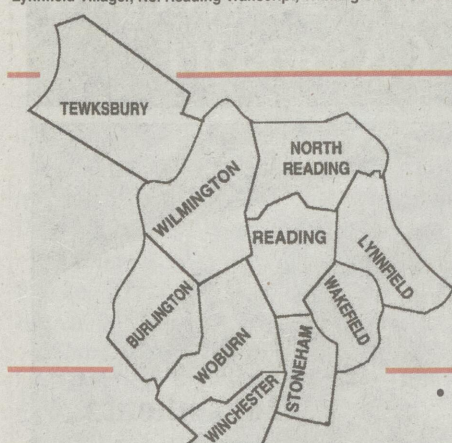 TEWKSBURY
NORTH
READING
WILMINGTON
READING
LYNNFIELD
BURLINGTON
WAKEFIELD
WOBURN
STONEHAM
WINCHESTER